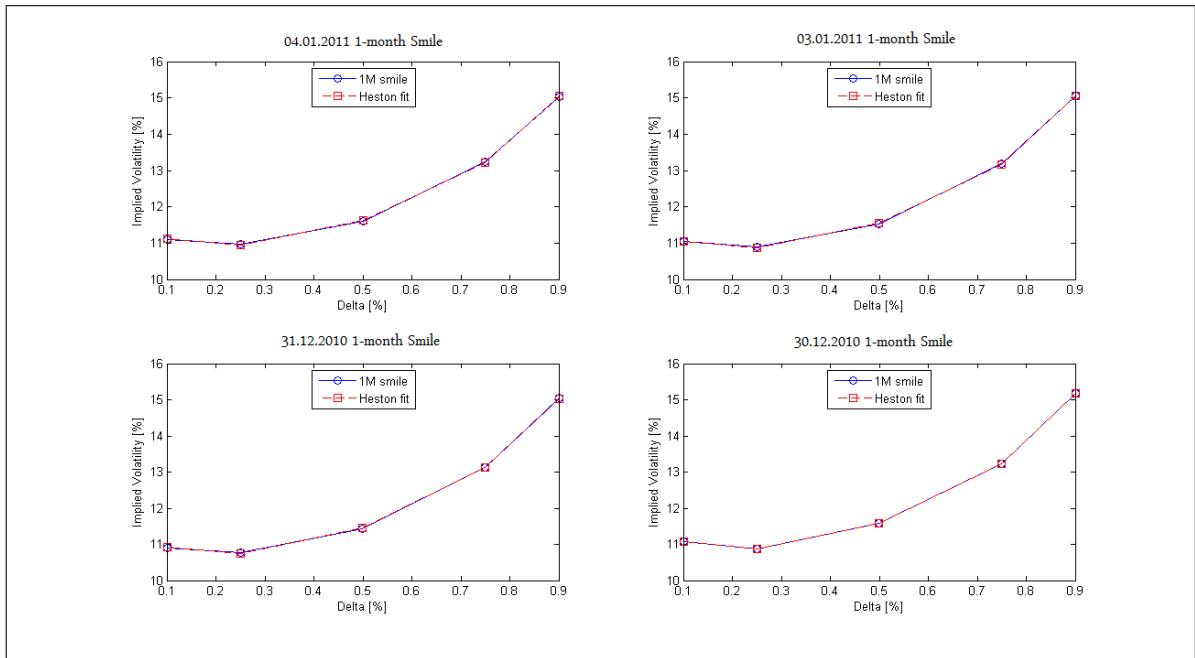 04.01.2011 1-month Smile
16
15
14
13
12
11
10
Implied Volatility [%]
1M smile
Heston fit
0.1 0.2 0.3 0.4 0.5 0.6 0.7 0.8 0.9
Delta [%]
03.01.2011 1-month Smile
16
15
14
13
12
11
10
Implied Volatility [%]
1M smile
Heston fit
0.1 0.2 0.3 0.4 0.5 0.6 0.7 0.8 0.9
Delta [%]
31.12.2010 1-month Smile
16
15
14
13
12
11
10
Implied Volatility [%]
1M smile
Heston fit
0.1 0.2 0.3 0.4 0.5 0.6 0.7 0.8 0.9
Delta [%]
30.12.2010 1-month Smile
16
15
14
13
12
11
10
Implied Volatility [%]
1M smile
Heston fit
0.1 0.2 0.3 0.4 0.5 0.6 0.7 0.8 0.9
Delta [%]